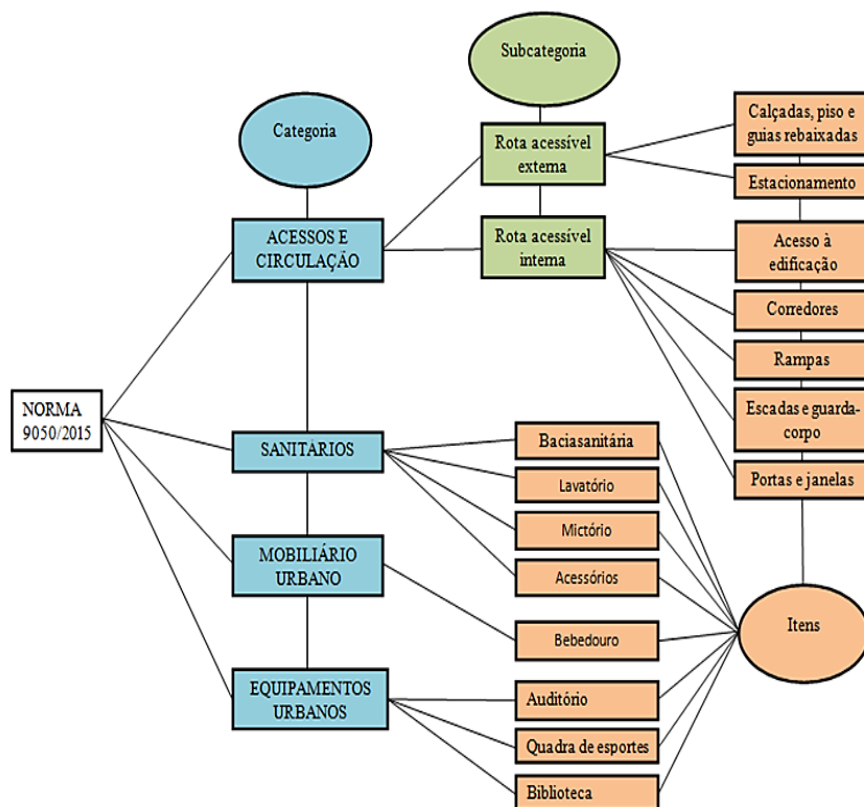 Subcategoria
Categoria
Calçadas, piso e
guias rebaixadas
Rota acessível
externa
Estacionamento
ACESSOS E
CIRCULAÇÃO
Rota acessível
interna
Acesso à
edificação
Corredores
Rampas
NORMA
9050/2015
Escadas e guarda-
corpo
SANITÁRIOS
Baciasanitária
Portas e janelas
Lavatório
Mictório
MOBILIÁRIO
URBANO
Acessórios
Itens
Bebedouro
EQUIPAMENTOS
URBANOS
Auditório
Quadra de esportes
Biblioteca